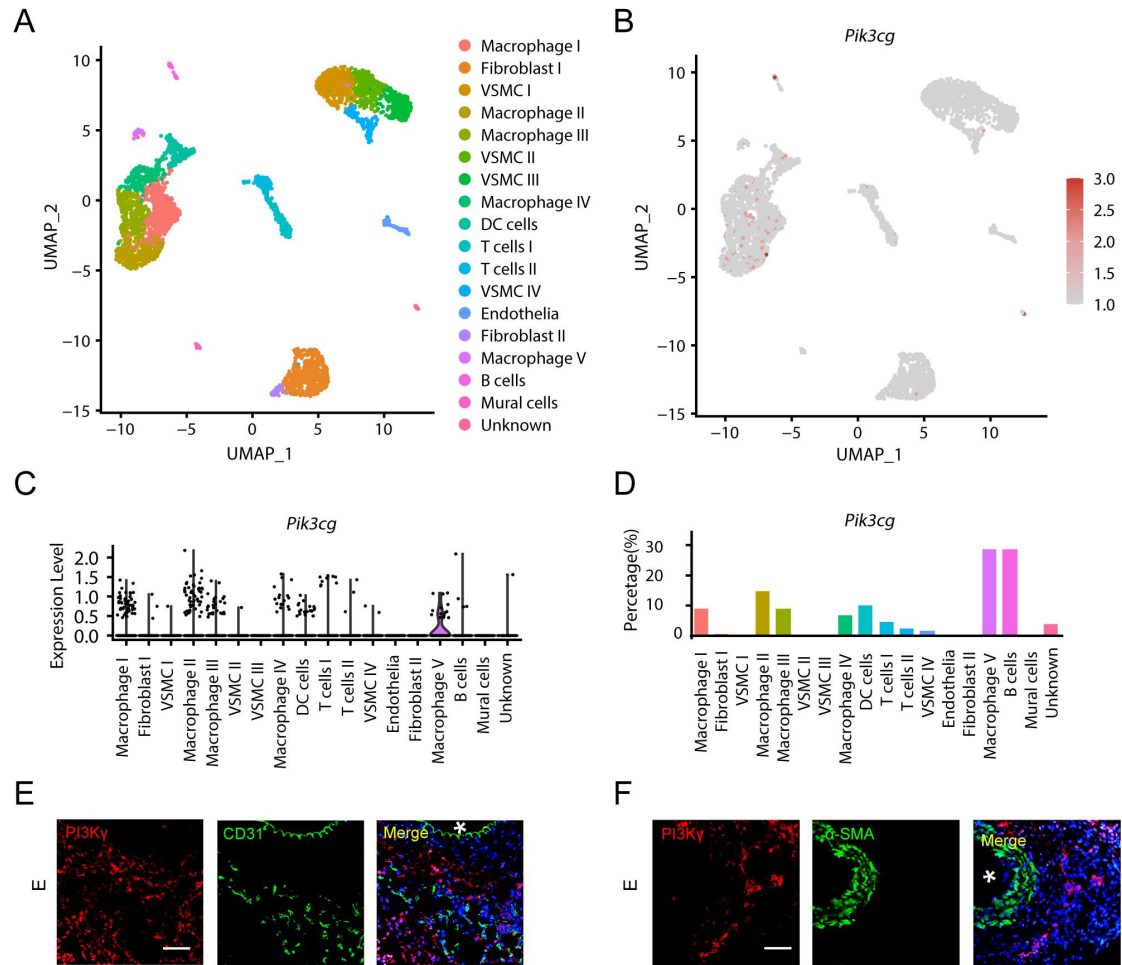 A
10
5
0
−5
−10
−15
UMAP_2
−10
−5
0
5
10
UMAP_1
Macrophage I
Fibroblast I
VSMC I
Macrophage II
Macrophage III
VSMC II
VSMC III
Macrophage IV
DC cells
T cells I
T cells II
VSMC IV
Endothelia
Fibroblast II
Macrophage V
B cells
Mural cells
Unknown
B
Pik3cg
10
5
0
−5
−10
−15
UMAP_2
−10
−5
0
5
10
UMAP_1
3.0
2.5
2.0
1.5
1.0
C
Pik3cg
Expression Level
2.0
1.5
1.0
0.5
0.0
Macrophage I
Fibroblast I
VSMC I
Macrophage II
Macrophage III
VSMC II
VSMC III
Macrophage IV
DC cells
T cells I
T cells II
VSMC IV
Endothelia
Fibroblast II
Macrophage V
B cells
Mural cells
Unknown
D
Pik3cg
Percetage(%)
30
20
10
0
Macrophage I
Fibroblast I
VSMC I
Macrophage II
Macrophage III
VSMC II
VSMC III
Macrophage IV
DC cells
T cells I
T cells II
VSMC IV
Endothelia
Fibroblast II
Macrophage V
B cells
Mural cells
Unknown
E
E
PI3Kγ
CD31
Merge
*
F
E
PI3Kγ
α-SMA
Merge
*